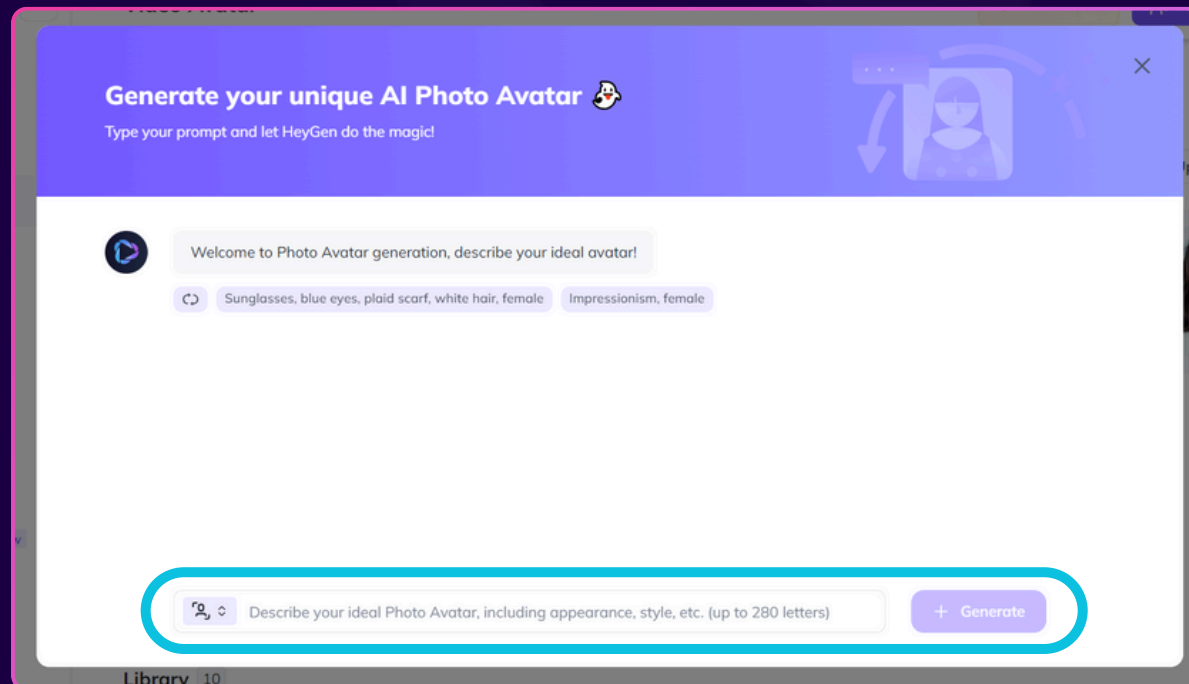 Generate your unique AI Photo Avatar
Type your prompt and let HeyGen do the magic!
Welcome to Photo Avatar generation, describe your ideal avatar!
Sunglasses, blue eyes, plaid scarf, white hair, female
Impressionism, female
Describe your ideal Photo Avatar, including appearance, style, etc. (up to 280 letters)
+ Generate
Library 10